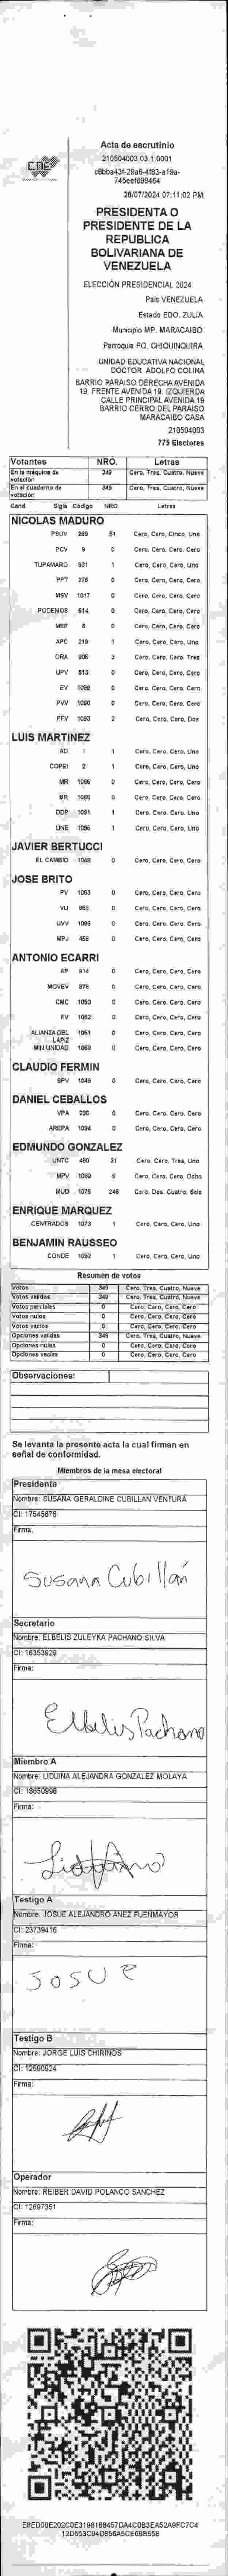 CNE
Acta de escrutinio
210504003.03.1.0001
c8bba43f-29a6-4f83-a19a-
745eef699464
28/07/2024 07:11:02 PM
PRESIDENTA O
PRESIDENTE DE LA
REPUBLICA
BOLIVARIANA DE
VENEZUELA
ELECCIÓN PRESIDENCIAL 2024
País VENEZUELA
Estado EDO. ZULIA
Municipio MP. MARACAIBO
Parroquia PQ. CHIQUINQUIRA
UNIDAD EDUCATIVA NACIONAL
DOCTOR ADOLFO COLINA
BARRIO PARAISO DERECHA AVENIDA
19. FRENTE AVENIDA 19. IZQUIERDA
CALLE PRINCIPAL AVENIDA 19
BARRIO CERRO DEL PARAISO
MARACAIBO CASA
210504003
775 Electores
Votantes NRO. Letras
En la máquina de votación 349 Cero, Tres, Cuatro, Nueve
En el cuaderno de votación 349 Cero, Tres, Cuatro, Nueve
Cand. Sigla Código NRO. Letras
NICOLAS MADURO
PSUV 269 51 Cero, Cero, Cinco, Uno
PCV 9 0 Cero, Cero, Cero, Cero
TUPAMARO 931 1 Cero, Cero, Cero, Uno
PPT 276 0 Cero, Cero, Cero, Cero
MSV 1017 0 Cero, Cero, Cero, Cero
PODEMOS 514 0 Cero, Cero, Cero, Cero
MEP 6 0 Cero, Cero, Cero, Cero
APC 219 1 Cero, Cero, Cero, Uno
ORA 906 3 Cero, Cero, Cero, Tres
UPV 513 0 Cero, Cero, Cero, Cero
EV 1089 0 Cero, Cero, Cero, Cero
PVV 1090 0 Cero, Cero, Cero, Cero
PFV 1093 2 Cero, Cero, Cero, Dos
LUIS MARTINEZ
AD 1 1 Cero, Cero, Cero, Uno
COPEI 2 1 Cero, Cero, Cero, Uno
MR 1065 0 Cero, Cero, Cero, Cero
BR 1066 0 Cero, Cero, Cero, Cero
DDP 1091 1 Cero, Cero, Cero, Uno
UNE 1095 1 Cero, Cero, Cero, Uno
JAVIER BERTUCCI
EL CAMBIO 1048 0 Cero, Cero, Cero, Cero
JOSE BRITO
PV 1053 0 Cero, Cero, Cero, Cero
VU 868 0 Cero, Cero, Cero, Cero
UVV 1096 0 Cero, Cero, Cero, Cero
MPJ 458 0 Cero, Cero, Cero, Cero
ANTONIO ECARRI
AP 914 0 Cero, Cero, Cero, Cero
MOVEV 978 0 Cero, Cero, Cero, Cero
CMC 1050 0 Cero, Cero, Cero, Cero
FV 1062 0 Cero, Cero, Cero, Cero
ALIANZA DEL LAPIZ 1051 0 Cero, Cero, Cero, Cero
MIN UNIDAD 1068 0 Cero, Cero, Cero, Cero
CLAUDIO FERMIN
SPV 1049 0 Cero, Cero, Cero, Cero
DANIEL CEBALLOS
VPA 236 0 Cero, Cero, Cero, Cero
AREPA 1094 0 Cero, Cero, Cero, Cero
EDMUNDO GONZALEZ
UNTC 460 31 Cero, Cero, Tres, Uno
MPV 1069 8 Cero, Cero, Cero, Ocho
MUD 1076 246 Cero, Dos, Cuatro, Seis
ENRIQUE MARQUEZ
CENTRADOS 1073 1 Cero, Cero, Cero, Uno
BENJAMIN RAUSSEO
CONDE 1092 1 Cero, Cero, Cero, Uno
Resumen de votos
Votos 349 Cero, Tres, Cuatro, Nueve
Votos validos 349 Cero, Tres, Cuatro, Nueve
Votos parciales 0 Cero, Cero, Cero, Cero
Votos nulos 0 Cero, Cero, Cero, Cero
Votos vacios 0 Cero, Cero, Cero, Cero
Opciones validas 349 Cero, Tres, Cuatro, Nueve
Opciones nulas 0 Cero, Cero, Cero, Cero
Opciones vacias 0 Cero, Cero, Cero, Cero
Observaciones:
Se levanta la presente acta la cual firman en
señal de conformidad.
Miembros de la mesa electoral
Presidente
Nombre: SUSANA GERALDINE CUBILLAN VENTURA
CI: 17545676
Firma:
Susana Cubillán
Secretario
Nombre: ELBELIS ZULEYKA PACHANO SILVA
CI: 16353929
Firma:
Elbelis Pachano
Miembro A
Nombre: LIDUINA ALEJANDRA GONZALEZ MOLAYA
CI: 18650998
Firma:
Testigo A
Nombre: JOSUE ALEJANDRO ANEZ FUENMAYOR
CI: 23739416
Firma:
JOSUE
Testigo B
Nombre: JORGE LUIS CHIRINOS
CI: 12590924
Firma:
Operador
Nombre: REIBER DAVID POLANCO SANCHEZ
CI: 12697351
Firma:
E8ED00E202C0E3198188457DA4C0B3EA52A9FC7C4
12D553C94D856A5CE69B558